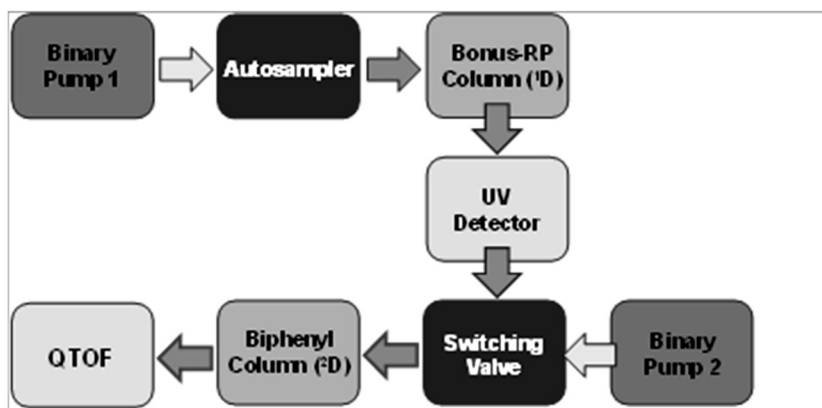 Binary
Pump 1
Autosampler
Bonus-RP
Column (¹D)
UV
Detector
QTOF
Biphenyl
Column (²D)
Switching
Valve
Binary
Pump 2